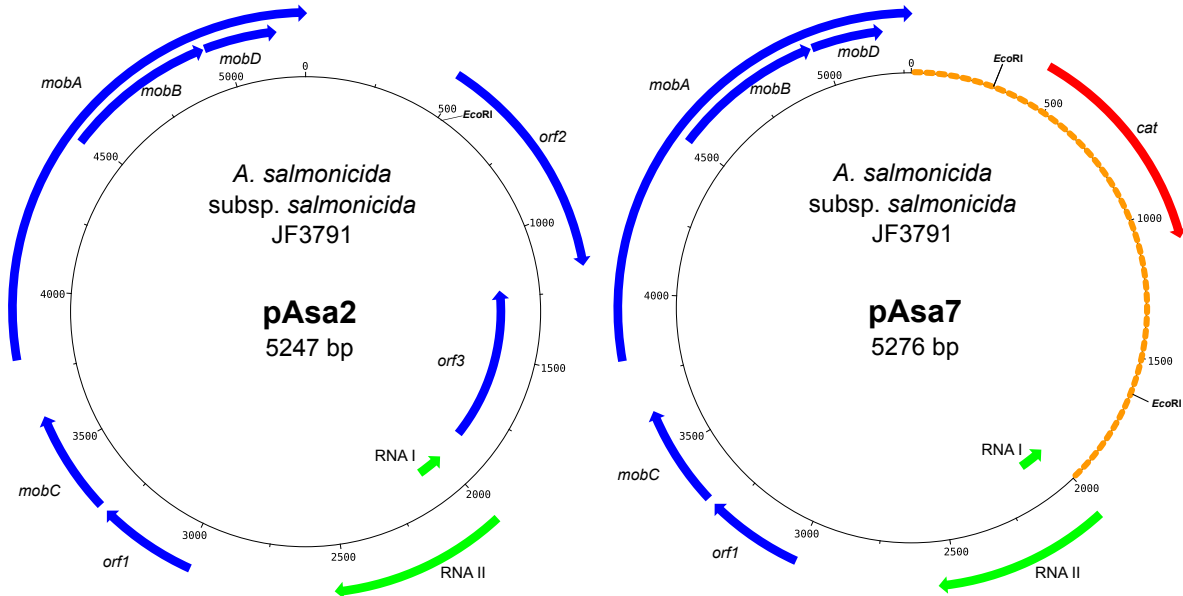 mobA
mobB
mobD
0
500
EcoRI
orf2
1000
1500
orf3
RNA I
2000
RNA II
2500
3000
orf1
mobC
3500
4000
4500
5000
A. salmonicida
subsp. salmonicida
JF3791
pAsa2
5247 bp
mobA
mobB
mobD
0
EcoRI
500
cat
1000
1500
EcoRI
RNA I
2000
RNA II
2500
3000
orf1
mobC
3500
4000
4500
5000
A. salmonicida
subsp. salmonicida
JF3791
pAsa7
5276 bp